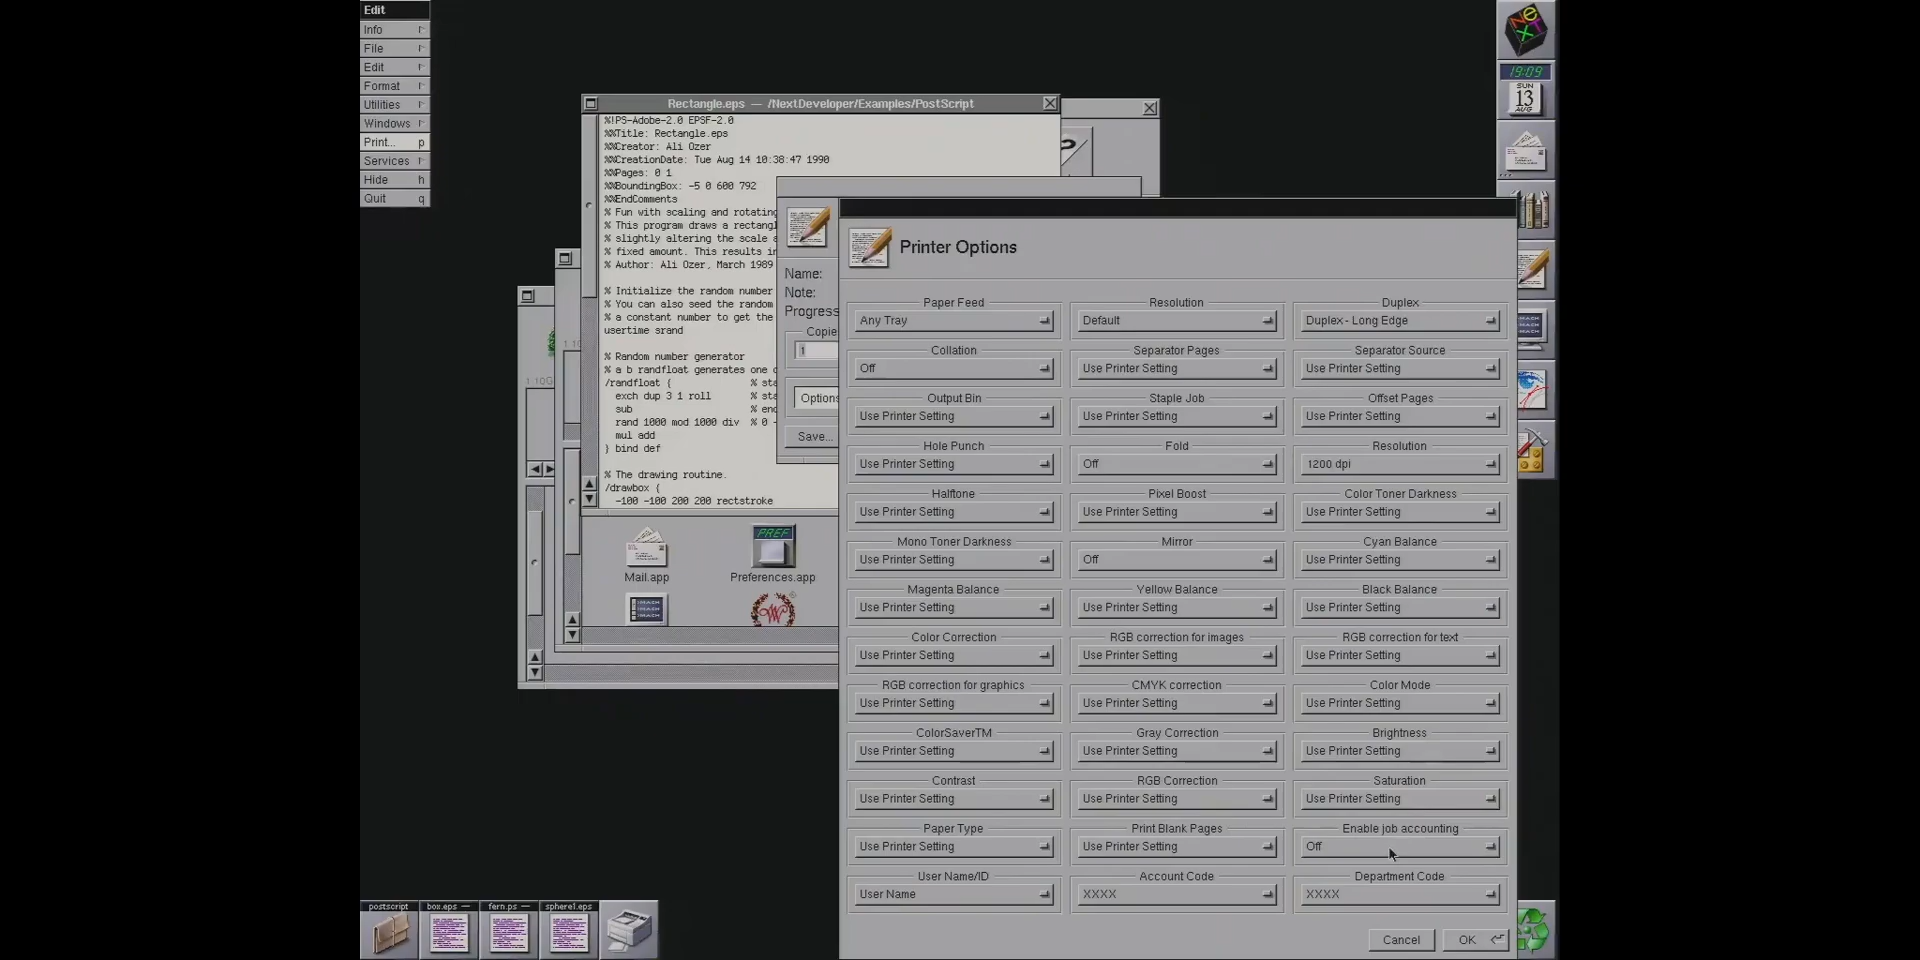 Edit
Info
File
Edit
Format
Utilities
Windows
Print... p
Services
Hide h
Quit q
NeXT
19:09
SUN
13
AUG
Rectangle.eps — /NextDeveloper/Examples/PostScript
%!PS-Adobe-2.0 EPSF-2.0
%%Title: Rectangle.eps
%%Creator: Ali Ozer
%%CreationDate: Tue Aug 14 10:38:47 1990
%%Pages: 0 1
%%BoundingBox: -5 0 600 792
%%EndComments
% Fun with scaling and rotating
% This program draws a rectangl
% slightly altering the scale a
% fixed amount. This results in
% Author: Ali Ozer, March 1989
% Initialize the random number
% You can also seed the random
% a constant number to get the
usertime srand
% Random number generator
% a b randfloat generates one o
/randfloat { % sta
exch dup 3 1 roll % sta
sub % end
rand 1000 mod 1000 div % 0 -
mul add
} bind def
% The drawing routine.
/drawbox {
-100 -100 200 200 rectstroke
Name:
Note:
Progress
Copie
1
Options
Save...
PREF
Mail.app
Preferences.app
Printer Options
Paper Feed Resolution Duplex
Any Tray Default Duplex - Long Edge
Collation Separator Pages Separator Source
Off Use Printer Setting Use Printer Setting
Output Bin Staple Job Offset Pages
Use Printer Setting Use Printer Setting Use Printer Setting
Hole Punch Fold Resolution
Use Printer Setting Off 1200 dpi
Halftone Pixel Boost Color Toner Darkness
Use Printer Setting Use Printer Setting Use Printer Setting
Mono Toner Darkness Mirror Cyan Balance
Use Printer Setting Off Use Printer Setting
Magenta Balance Yellow Balance Black Balance
Use Printer Setting Use Printer Setting Use Printer Setting
Color Correction RGB correction for images RGB correction for text
Use Printer Setting Use Printer Setting Use Printer Setting
RGB correction for graphics CMYK correction Color Mode
Use Printer Setting Use Printer Setting Use Printer Setting
ColorSaverTM Gray Correction Brightness
Use Printer Setting Use Printer Setting Use Printer Setting
Contrast RGB Correction Saturation
Use Printer Setting Use Printer Setting Use Printer Setting
Paper Type Print Blank Pages Enable job accounting
Use Printer Setting Use Printer Setting Off
User Name/ID Account Code Department Code
User Name XXXX XXXX
Cancel OK
postscript box.eps — fern.ps — sphere1.eps